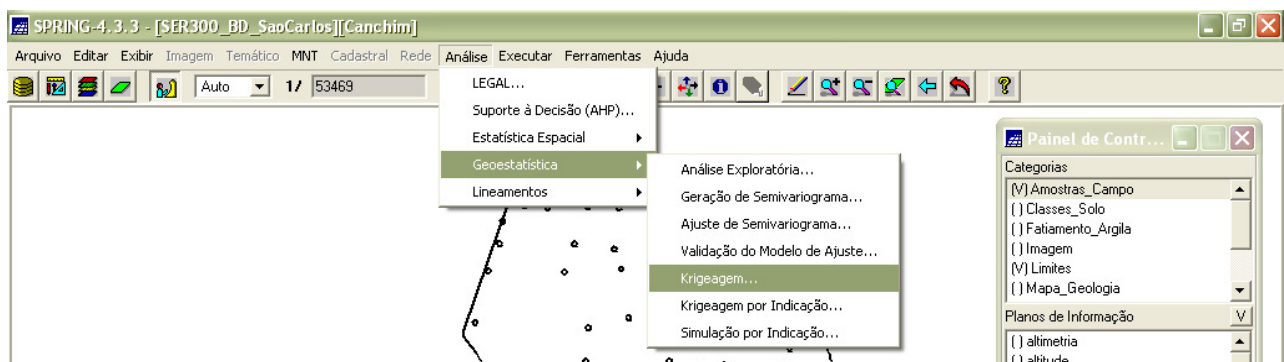 SPRING-4.3.3 - [SER300_BD_SaoCarlos][Canchim]
Arquivo Editar Exibir Imagem Temático MNT Cadastral Rede Análise Executar Ferramentas Ajuda
Auto 1/ 53469
LEGAL...
Suporte à Decisão (AHP)...
Estatística Espacial
Geoestatística
Lineamentos
Análise Exploratória...
Geração de Semivariograma...
Ajuste de Semivariograma...
Validação do Modelo de Ajuste...
Krigeagem...
Krigeagem por Indicação...
Simulação por Indicação...
Painel de Contr...
Categorias
(V) Amostras_Campo
( ) Classes_Solo
( ) Fatiamento_Argila
( ) Imagem
(V) Limites
( ) Mapa_Geologia
Planos de Informação V
( ) altimetria
( ) altitude